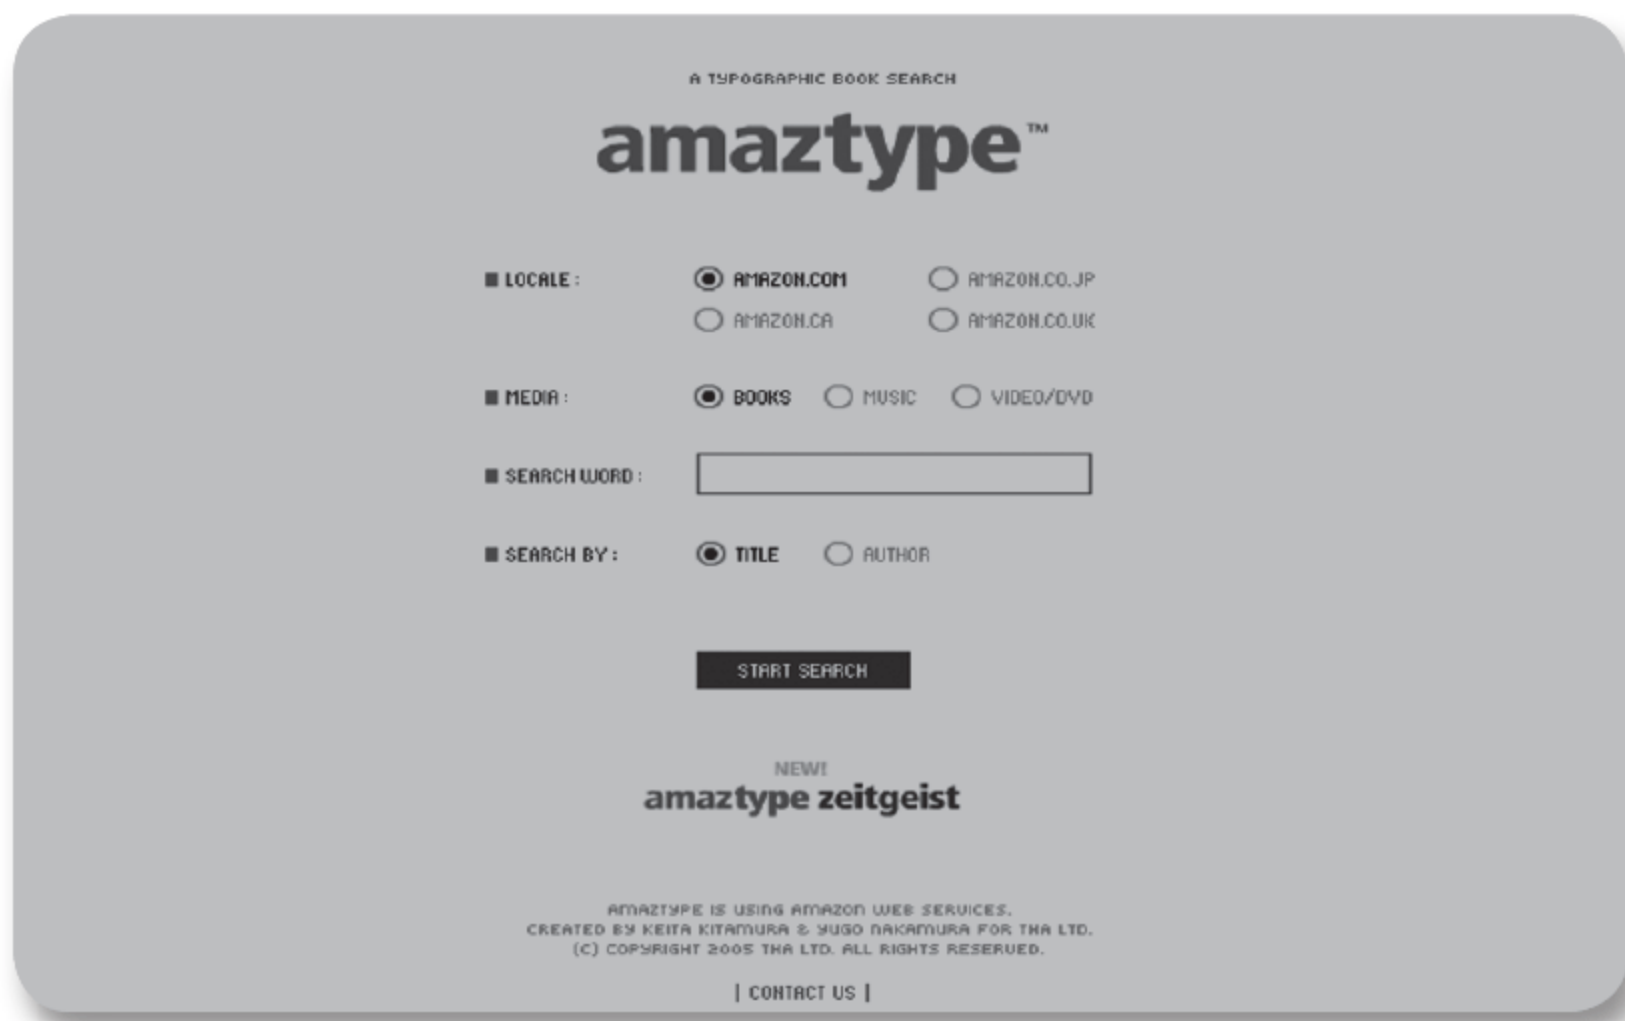 A TYPOGRAPHIC BOOK SEARCH
amaztype™
LOCALE : AMAZON.COM AMAZON.CO.JP
AMAZON.CA AMAZON.CO.UK
MEDIA : BOOKS MUSIC VIDEO/DVD
SEARCH WORD :
SEARCH BY : TITLE AUTHOR
START SEARCH
NEW!
amaztype zeitgeist
AMAZTYPE IS USING AMAZON WEB SERVICES.
CREATED BY KEITA KITAMURA & YUGO NAKAMURA FOR THA LTD.
(C) COPYRIGHT 2005 THA LTD. ALL RIGHTS RESERVED.
| CONTACT US |